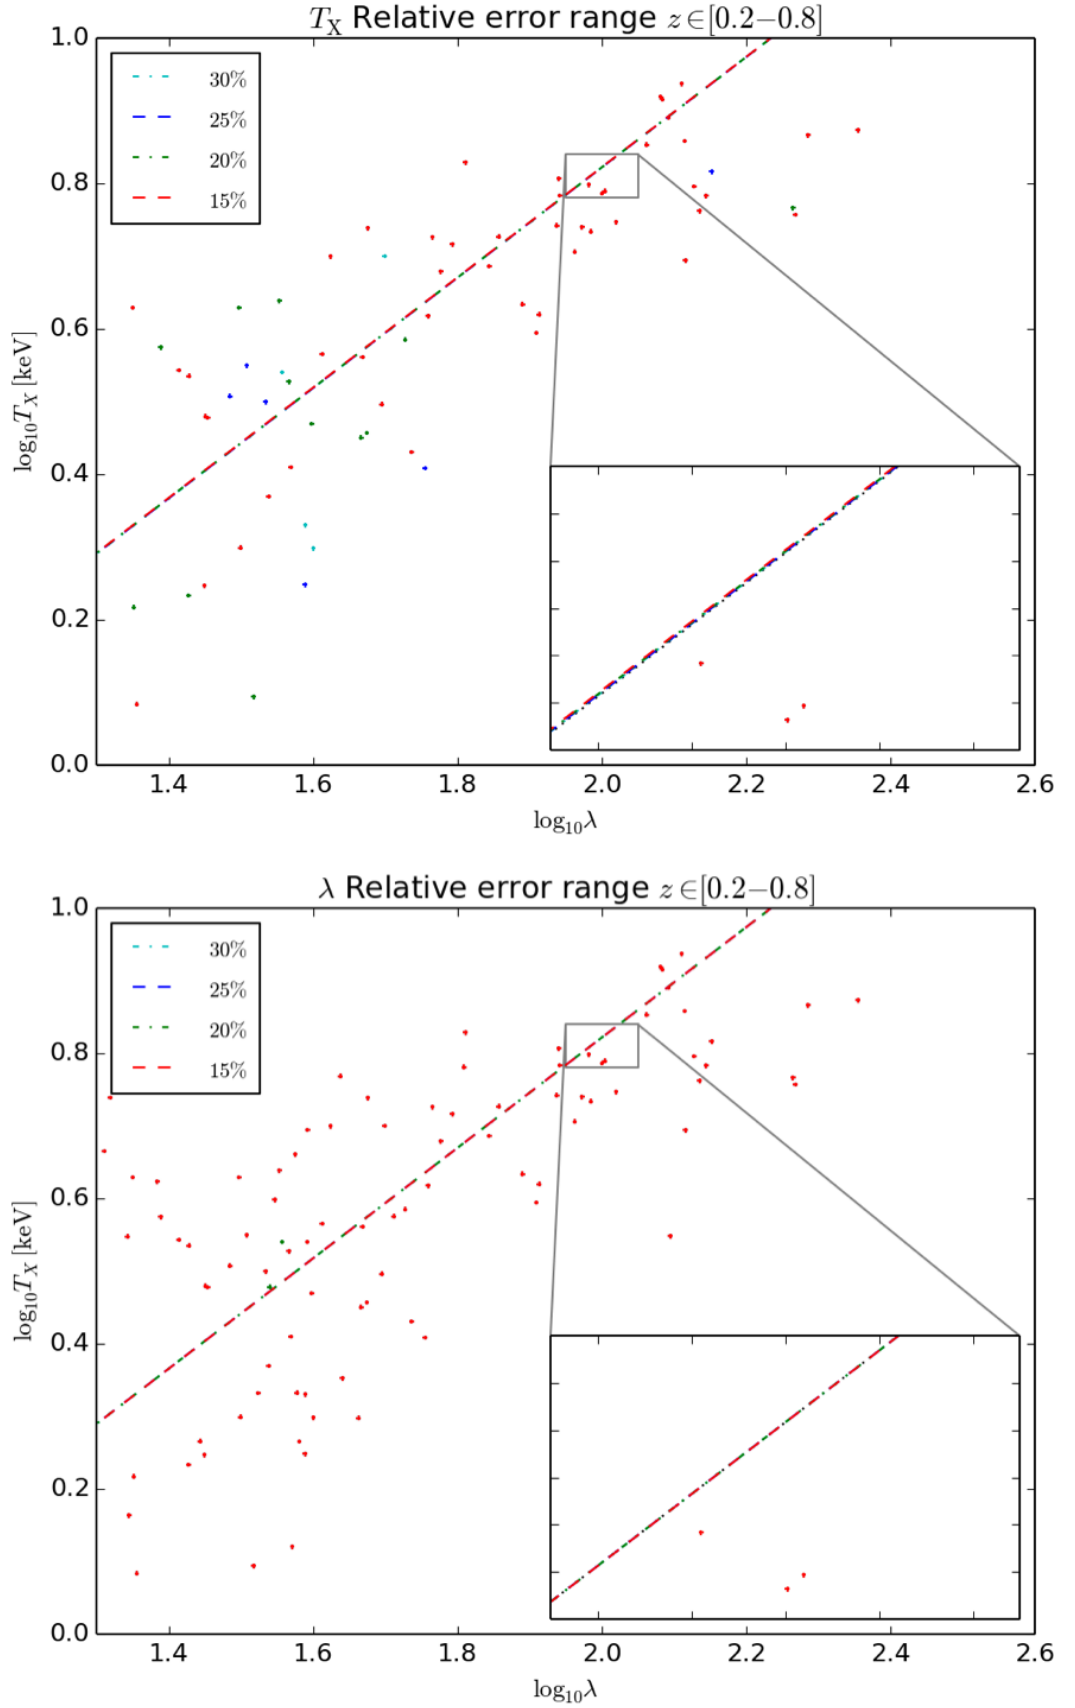 T_X Relative error range z∈[0.2−0.8]
1.0
30%
25%
20%
15%
0.8
0.6
log₁₀T_X [keV]
0.4
0.2
0.0
1.4 1.6 1.8 2.0 2.2 2.4 2.6
log₁₀λ
λ Relative error range z∈[0.2−0.8]
1.0
30%
25%
20%
15%
0.8
0.6
log₁₀T_X [keV]
0.4
0.2
0.0
1.4 1.6 1.8 2.0 2.2 2.4 2.6
log₁₀λ